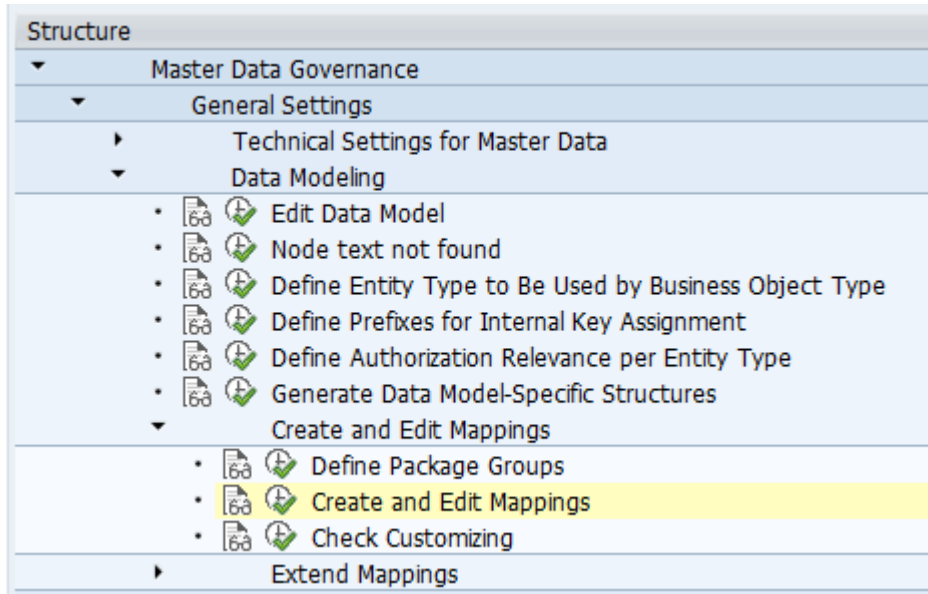 Structure
Master Data Governance
General Settings
Technical Settings for Master Data
Data Modeling
Edit Data Model
Node text not found
Define Entity Type to Be Used by Business Object Type
Define Prefixes for Internal Key Assignment
Define Authorization Relevance per Entity Type
Generate Data Model-Specific Structures
Create and Edit Mappings
Define Package Groups
Create and Edit Mappings
Check Customizing
Extend Mappings